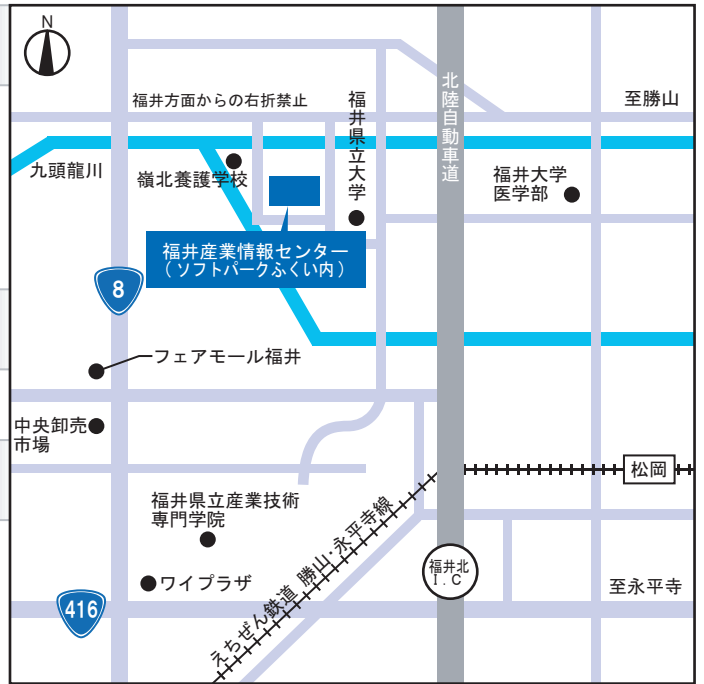 N
福井方面からの右折禁止
福井県立大学
北陸自動車道
至勝山
九頭龍川
嶺北養護学校
福井大学
医学部
福井産業情報センター
（ソフトパークふくい内）
8
フェアモール福井
中央卸売
市場
松岡
福井県立産業技術
専門学院
えちぜん鉄道 勝山・永平寺線
福井北
I．C
ワイプラザ
至永平寺
416